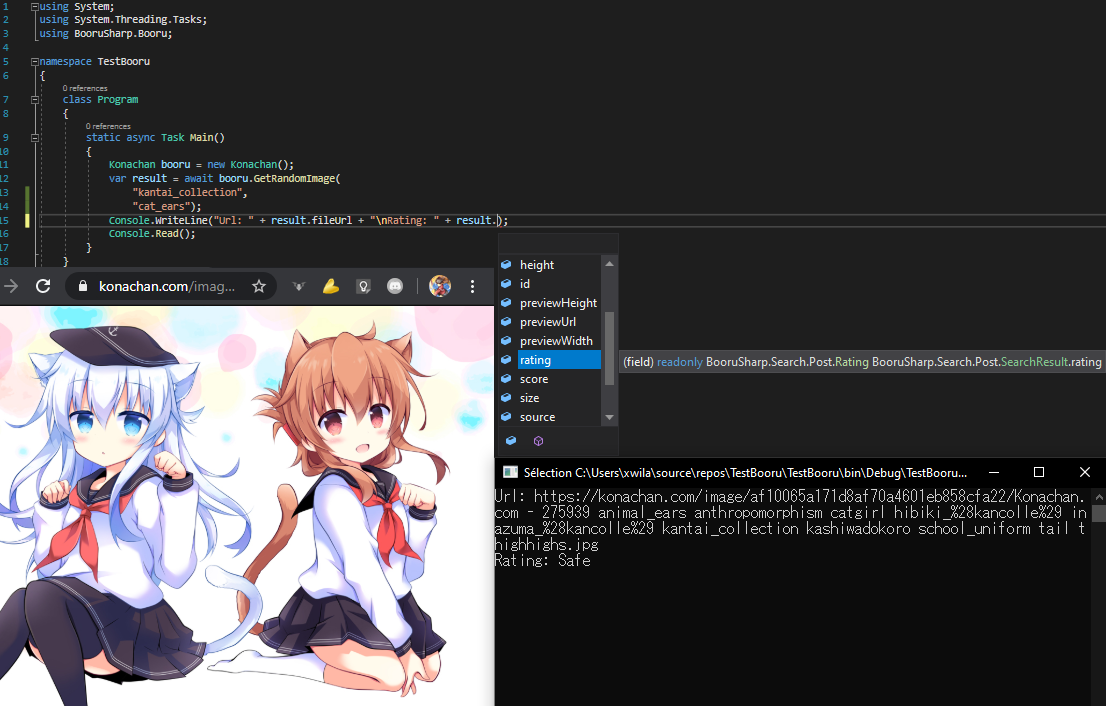 1 using System;
2 using System.Threading.Tasks;
3 using BooruSharp.Booru;
4
5 namespace TestBooru
6 {
0 references
7 class Program
8 {
0 references
9 static async Task Main()
10 {
11 Konachan booru = new Konachan();
12 var result = await booru.GetRandomImage(
13 "kantai_collection",
14 "cat_ears");
15 Console.WriteLine("Url: " + result.fileUrl + "\nRating: " + result.);
16 Console.Read();
17 }
18 }
height
id
previewHeight
previewUrl
previewWidth
rating
score
size
source
(field) readonly BooruSharp.Search.Post.Rating BooruSharp.Search.Post.SearchResult.rating
konachan.com/imag...
Sélection C:\Users\xwila\source\repos\TestBooru\TestBooru\bin\Debug\TestBooru...
Url: https://konachan.com/image/af10065a171d8af70a4601eb858cfa22/Konachan.
com - 275939 animal_ears anthropomorphism catgirl hibiki_%28kancolle%29 in
azuma_%28kancolle%29 kantai_collection kashiwadokoro school_uniform tail t
highhighs.jpg
Rating: Safe